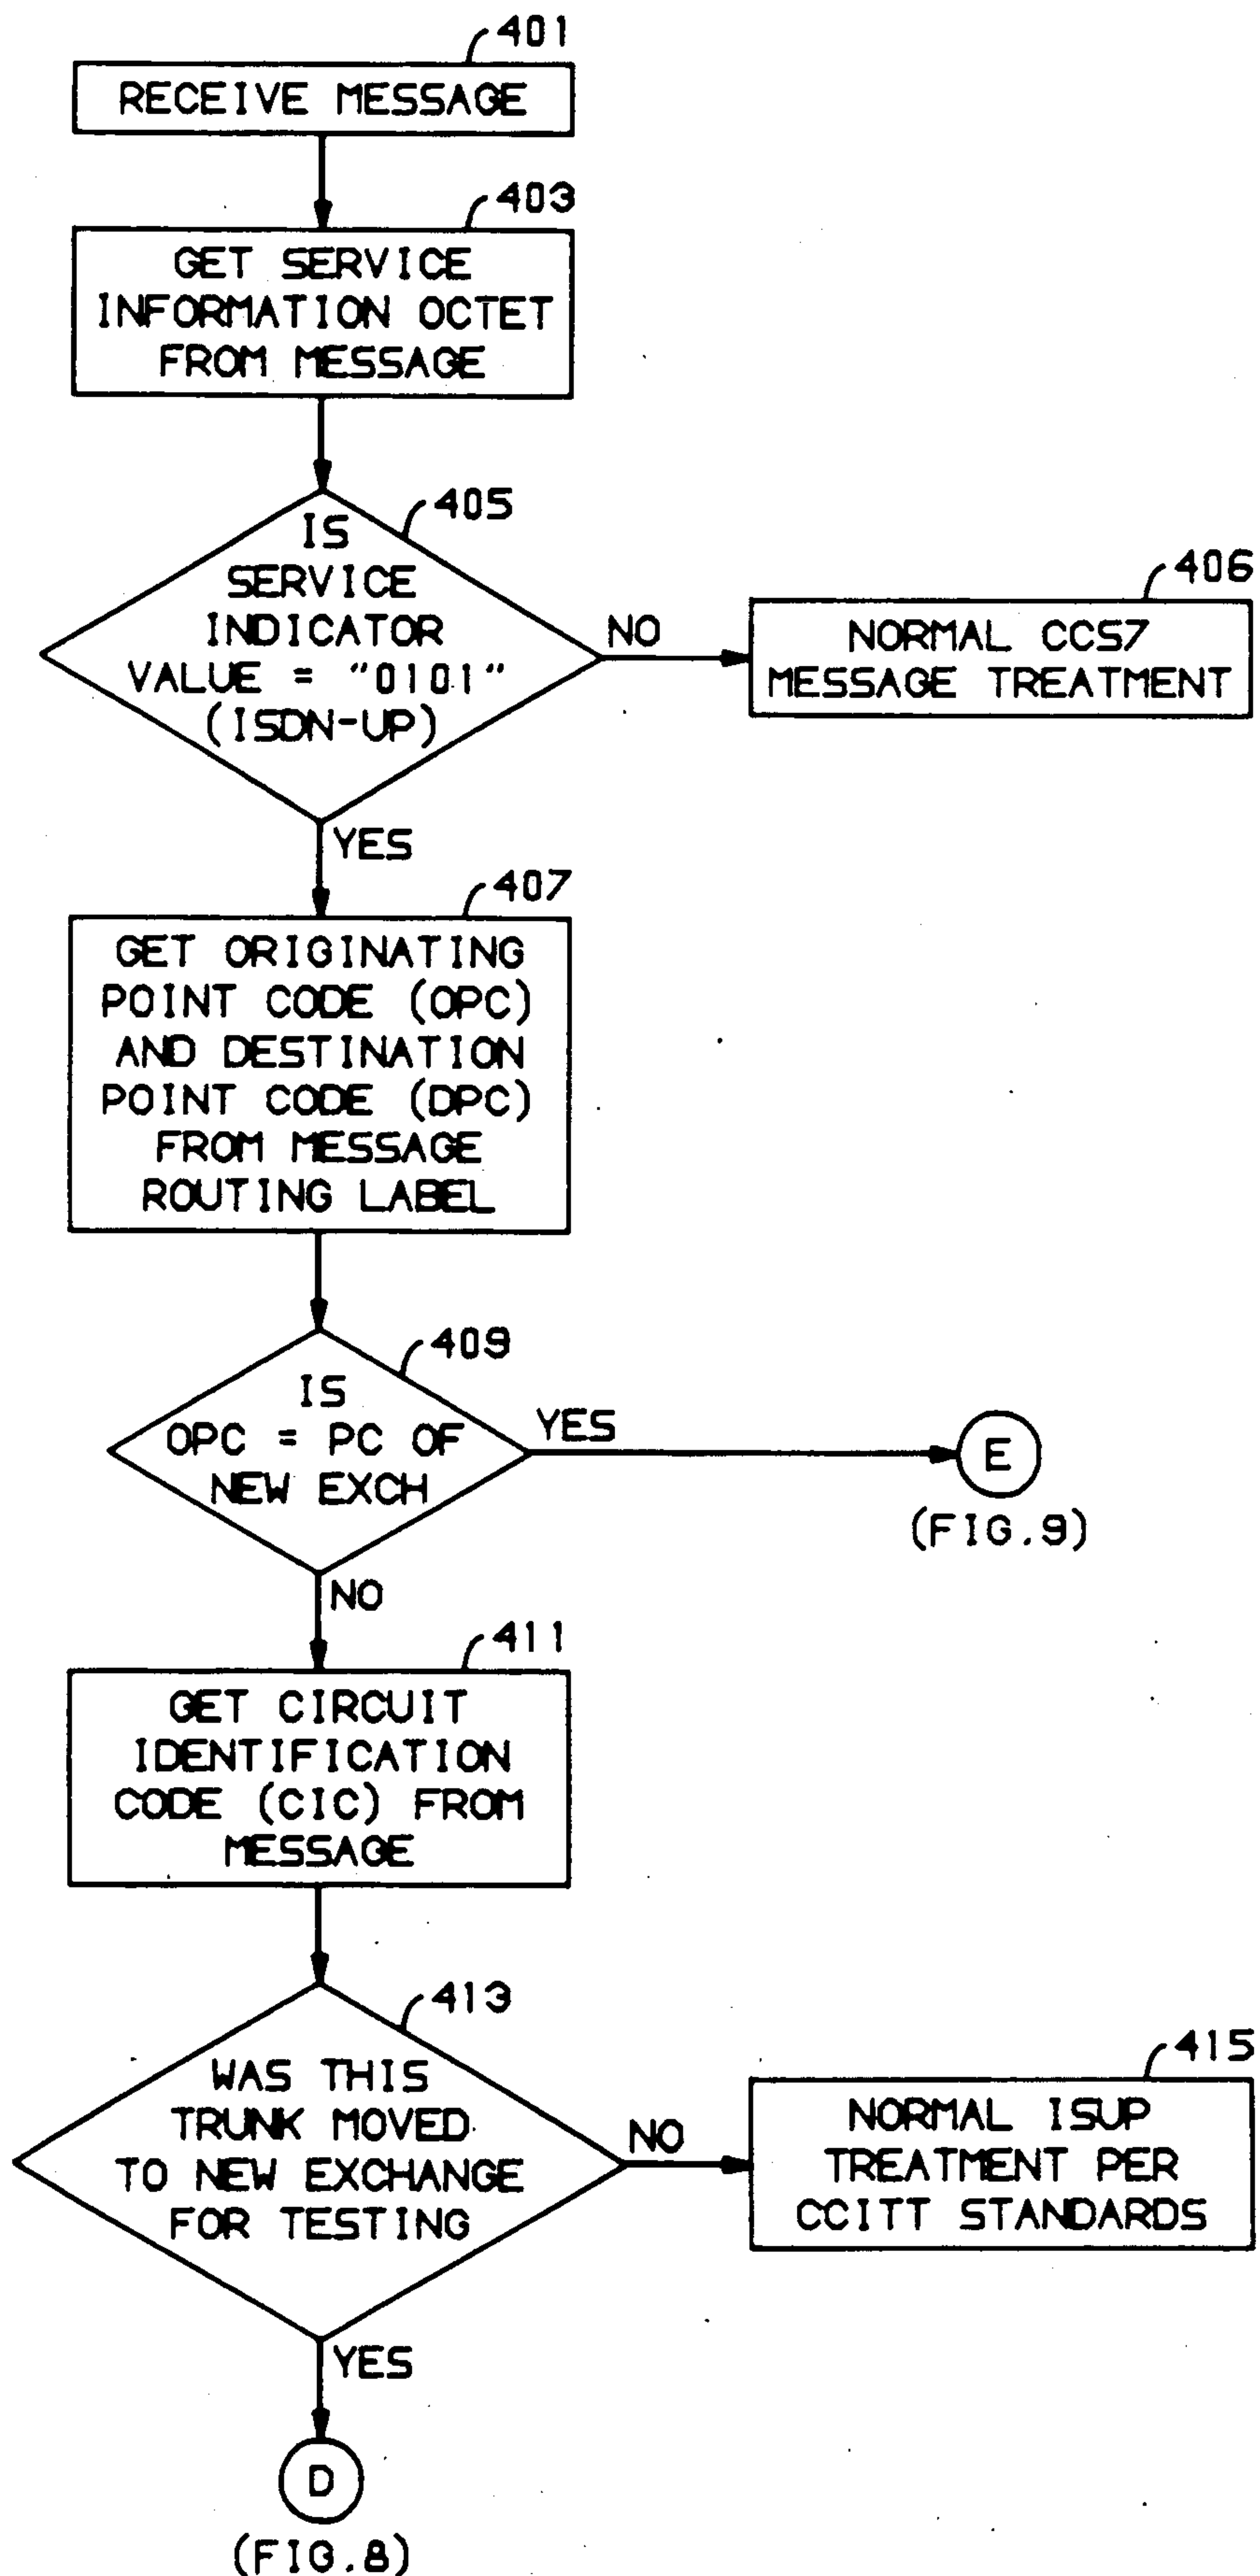 401
RECEIVE MESSAGE
403
GET SERVICE
INFORMATION OCTET
FROM MESSAGE
405
IS
SERVICE
INDICATOR
VALUE = "0101"
(ISDN-UP)
NO
406
NORMAL CCS7
MESSAGE TREATMENT
YES
407
GET ORIGINATING
POINT CODE (OPC)
AND DESTINATION
POINT CODE (DPC)
FROM MESSAGE
ROUTING LABEL
409
IS
OPC = PC OF
NEW EXCH
YES
E
(FIG.9)
NO
411
GET CIRCUIT
IDENTIFICATION
CODE (CIC) FROM
MESSAGE
413
WAS THIS
TRUNK MOVED
TO NEW EXCHANGE
FOR TESTING
NO
415
NORMAL ISUP
TREATMENT PER
CCITT STANDARDS
YES
D
(FIG.8)